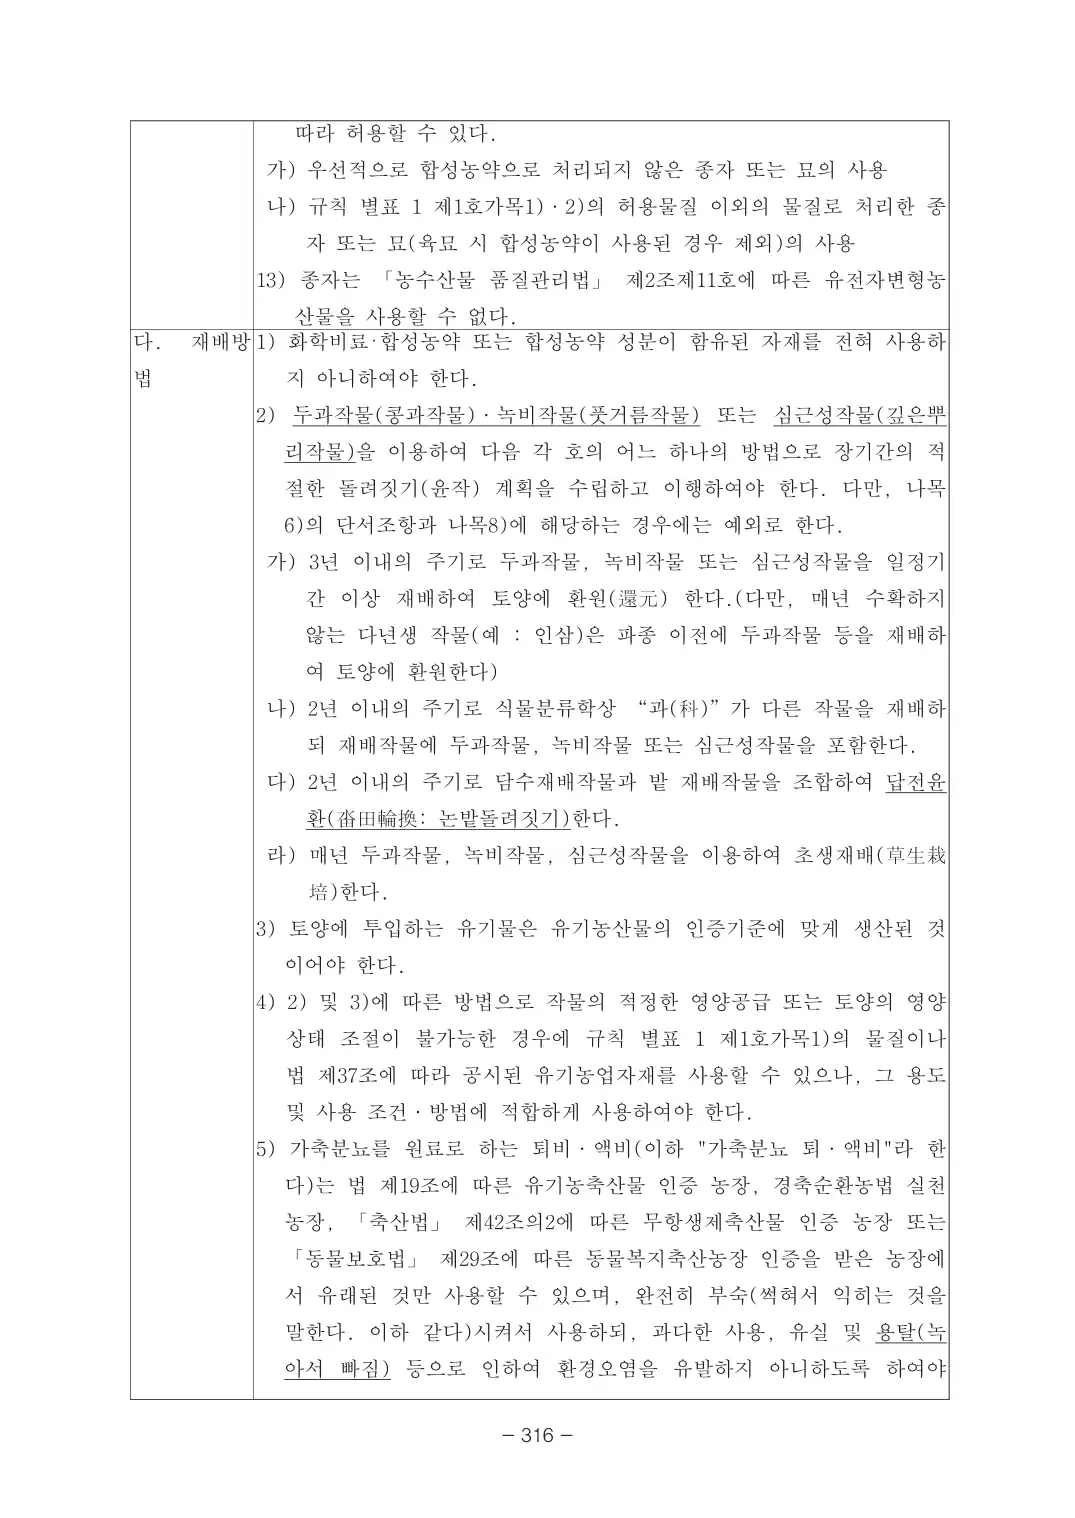 따라 허용할 수 있다.
가) 우선적으로 합성농약으로 처리되지 않은 종자 또는 묘의 사용
나) 규칙 별표 1 제1호가목1)·2)의 허용물질 이외의 물질로 처리한 종
자 또는 묘(육묘 시 합성농약이 사용된 경우 제외)의 사용
13) 종자는 「농수산물 품질관리법」 제2조제11호에 따른 유전자변형농
산물을 사용할 수 없다.
다. 재배방
법
1) 화학비료·합성농약 또는 합성농약 성분이 함유된 자재를 전혀 사용하
지 아니하여야 한다.
2) 두과작물(콩과작물)·녹비작물(풋거름작물) 또는 심근성작물(깊은뿌
리작물)을 이용하여 다음 각 호의 어느 하나의 방법으로 장기간의 적
절한 돌려짓기(윤작) 계획을 수립하고 이행하여야 한다. 다만, 나목
6)의 단서조항과 나목8)에 해당하는 경우에는 예외로 한다.
가) 3년 이내의 주기로 두과작물, 녹비작물 또는 심근성작물을 일정기
간 이상 재배하여 토양에 환원(還元) 한다.(다만, 매년 수확하지
않는 다년생 작물(예 : 인삼)은 파종 이전에 두과작물 등을 재배하
여 토양에 환원한다)
나) 2년 이내의 주기로 식물분류학상 “과(科)”가 다른 작물을 재배하
되 재배작물에 두과작물, 녹비작물 또는 심근성작물을 포함한다.
다) 2년 이내의 주기로 담수재배작물과 밭 재배작물을 조합하여 답전윤
환(畓田輪換: 논밭돌려짓기)한다.
라) 매년 두과작물, 녹비작물, 심근성작물을 이용하여 초생재배(草生栽
培)한다.
3) 토양에 투입하는 유기물은 유기농산물의 인증기준에 맞게 생산된 것
이어야 한다.
4) 2) 및 3)에 따른 방법으로 작물의 적정한 영양공급 또는 토양의 영양
상태 조절이 불가능한 경우에 규칙 별표 1 제1호가목1)의 물질이나
법 제37조에 따라 공시된 유기농업자재를 사용할 수 있으나, 그 용도
및 사용 조건·방법에 적합하게 사용하여야 한다.
5) 가축분뇨를 원료로 하는 퇴비·액비(이하 "가축분뇨 퇴·액비"라 한
다)는 법 제19조에 따른 유기농축산물 인증 농장, 경축순환농법 실천
농장, 「축산법」 제42조의2에 따른 무항생제축산물 인증 농장 또는
「동물보호법」 제29조에 따른 동물복지축산농장 인증을 받은 농장에
서 유래된 것만 사용할 수 있으며, 완전히 부숙(썩혀서 익히는 것을
말한다. 이하 같다)시켜서 사용하되, 과다한 사용, 유실 및 용탈(녹
아서 빠짐) 등으로 인하여 환경오염을 유발하지 아니하도록 하여야
– 316 –